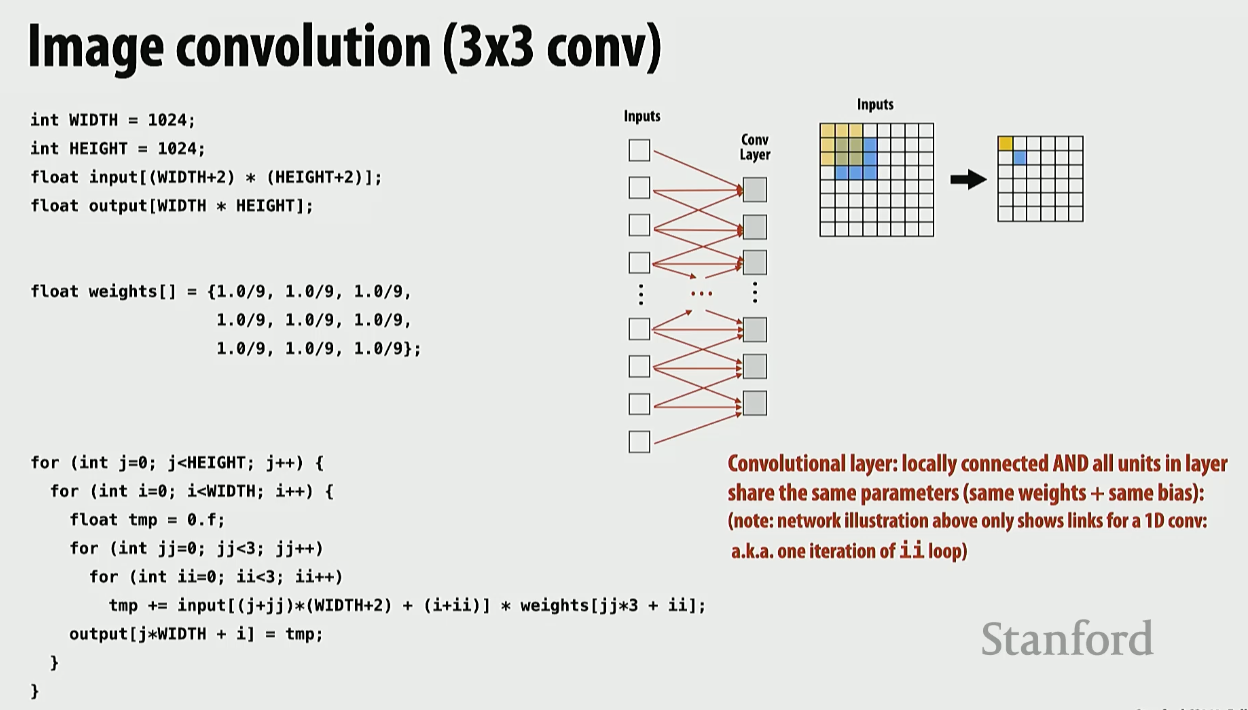 Image convolution (3x3 conv)
int WIDTH = 1024;
int HEIGHT = 1024;
float input[(WIDTH+2) * (HEIGHT+2)];
float output[WIDTH * HEIGHT];
float weights[] = {1.0/9, 1.0/9, 1.0/9,
1.0/9, 1.0/9, 1.0/9,
1.0/9, 1.0/9, 1.0/9};
for (int j=0; j<HEIGHT; j++) {
for (int i=0; i<WIDTH; i++) {
float tmp = 0.f;
for (int jj=0; jj<3; jj++)
for (int ii=0; ii<3; ii++)
tmp += input[(j+jj)*(WIDTH+2) + (i+ii)] * weights[jj*3 + ii];
output[j*WIDTH + i] = tmp;
}
}
Inputs
Conv
Layer
Inputs
Convolutional layer: locally connected AND all units in layer
share the same parameters (same weights + same bias):
(note: network illustration above only shows links for a 1D conv:
a.k.a. one iteration of ii loop)
Stanford